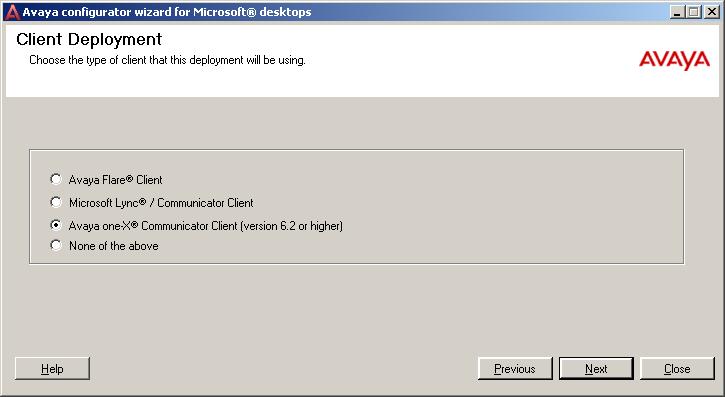 Avaya configurator wizard for Microsoft® desktops
Client Deployment
Choose the type of client that this deployment will be using.
AVAYA
Avaya Flare® Client
Microsoft Lync® / Communicator Client
Avaya one-X® Communicator Client (version 6.2 or higher)
None of the above
Help
Previous
Next
Close